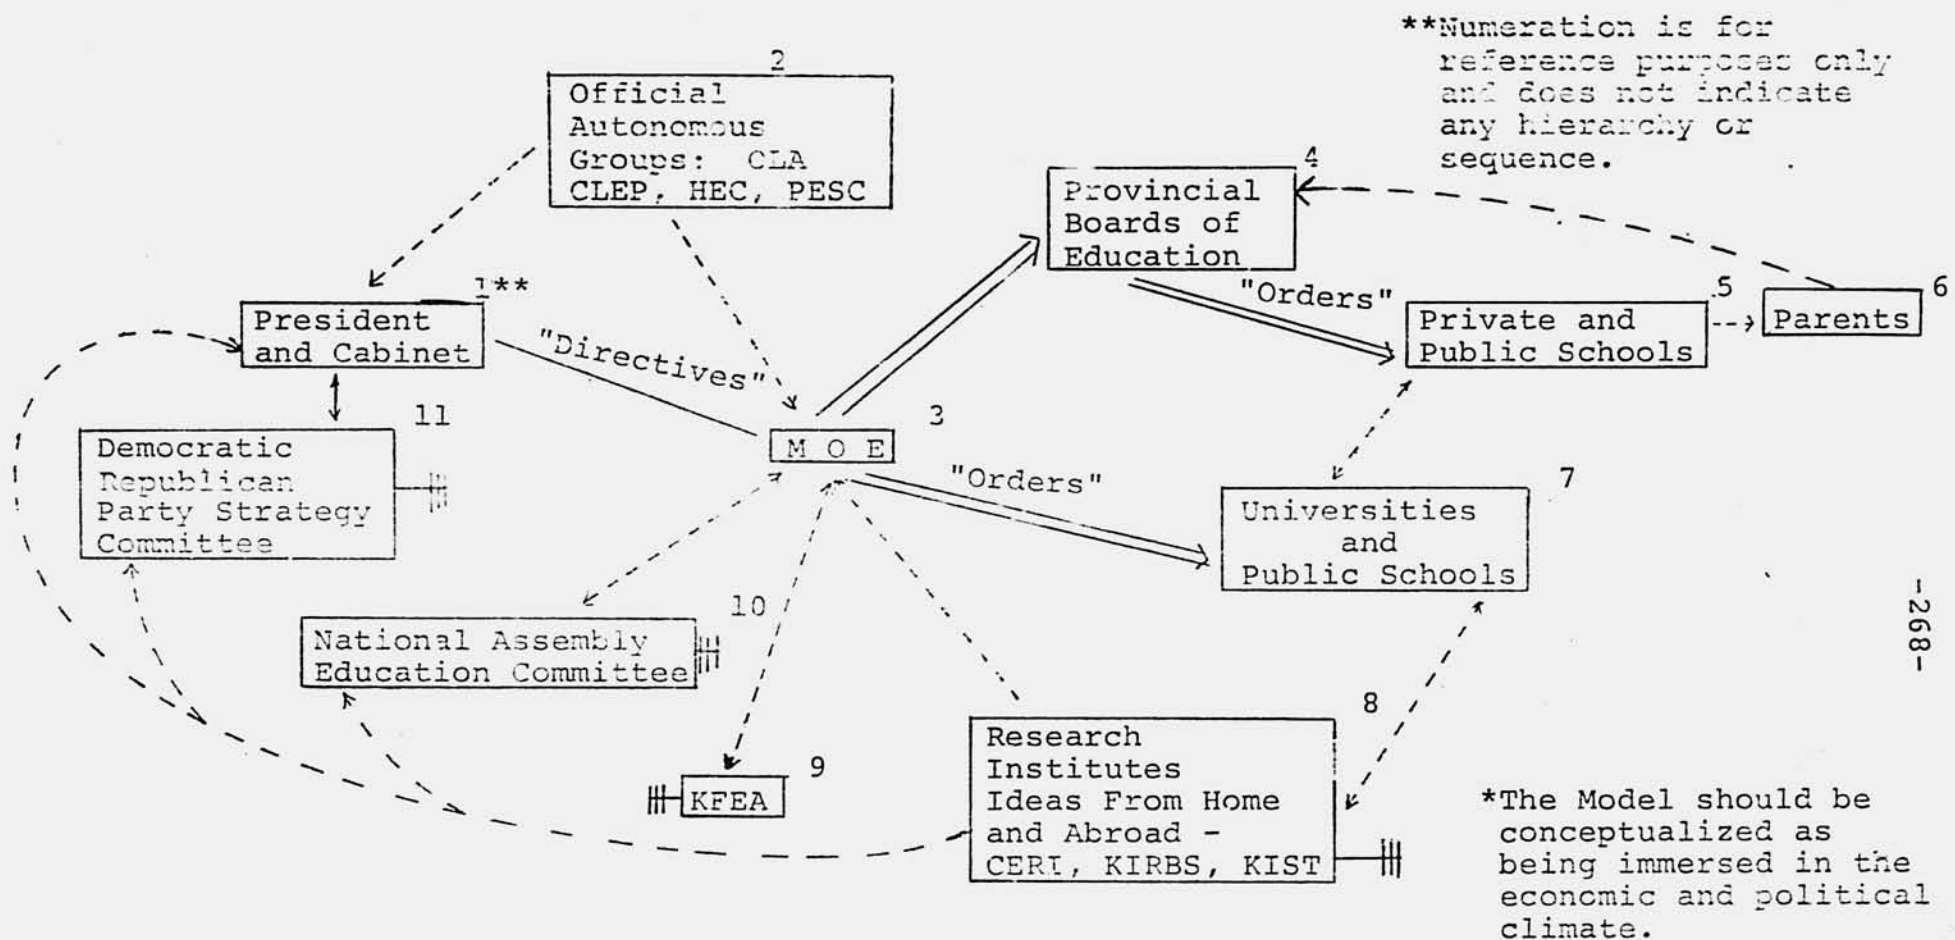 **Numeration is for
reference purposes only
and does not indicate
any hierarchy or
sequence.
2
Official
Autonomous
Groups: CLA
CLEP, HEC, PESC
4
Provincial
Boards of
Education
1**
President
and Cabinet
"Directives"
"Orders"
5
Private and
Public Schools
6
Parents
11
Democratic
Republican
Party Strategy
Committee
3
M O E
"Orders"
7
Universities
and
Public Schools
10
National Assembly
Education Committee
-268-
9
KFEA
8
Research
Institutes
Ideas From Home
and Abroad -
CERI, KIRBS, KIST
*The Model should be
conceptualized as
being immersed in the
economic and political
climate.